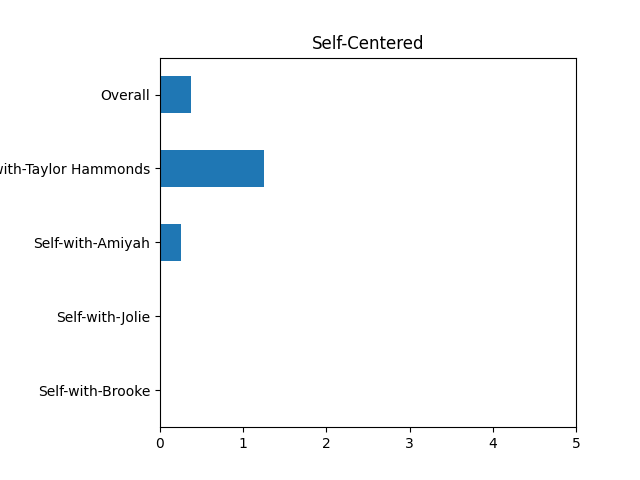 Self-Centered
Overall
with-Taylor Hammonds
Self-with-Amiyah
Self-with-Jolie
Self-with-Brooke
0 1 2 3 4 5